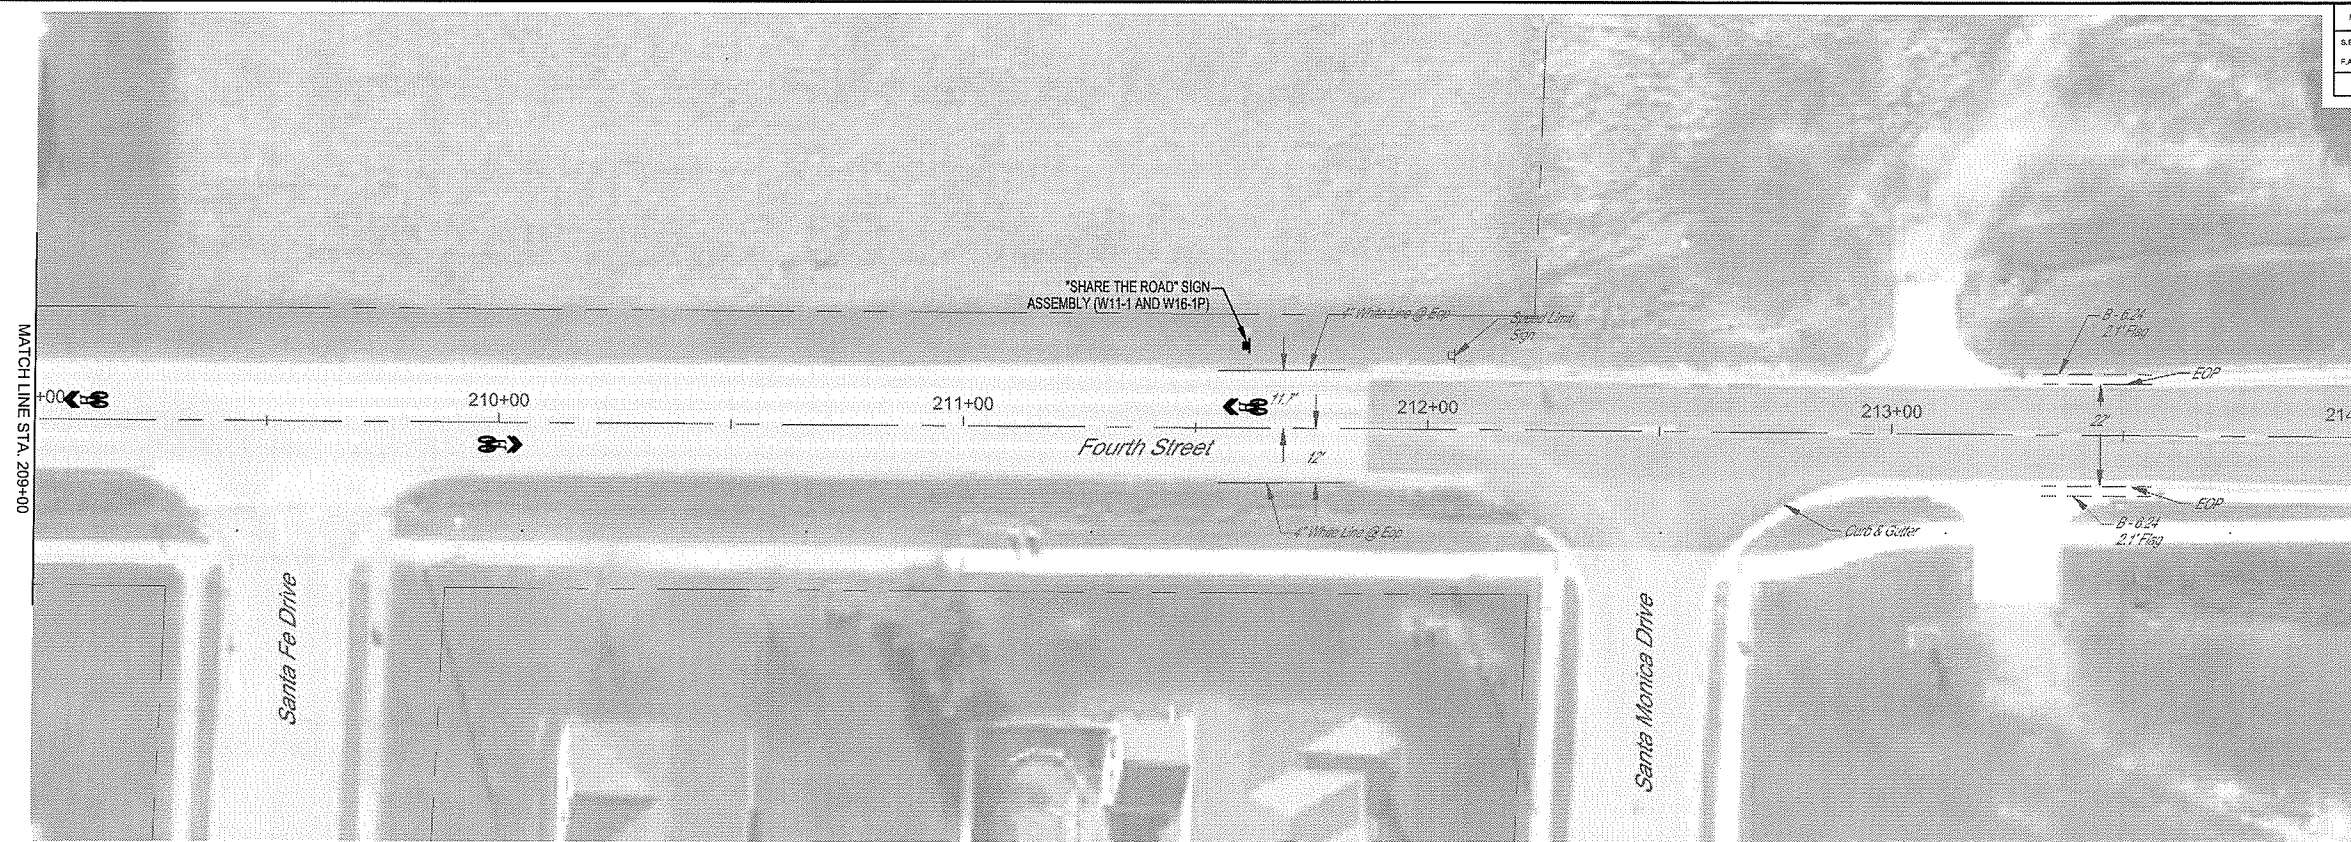 "SHARE THE ROAD" SIGN
ASSEMBLY (W11-1 AND W16-1P)
4" White Line @ Eop
Speed Limit
Sign
B - 6.24
2.1' Flag
EOP
MATCH LINE STA. 209+00
+00
210+00
211+00
11.7'
212+00
213+00
22'
214
Fourth Street
12'
4" White Line @ Eop
Curb & Gutter
EOP
B - 6.24
2.1' Flag
Santa Fe Drive
Santa Monica Drive